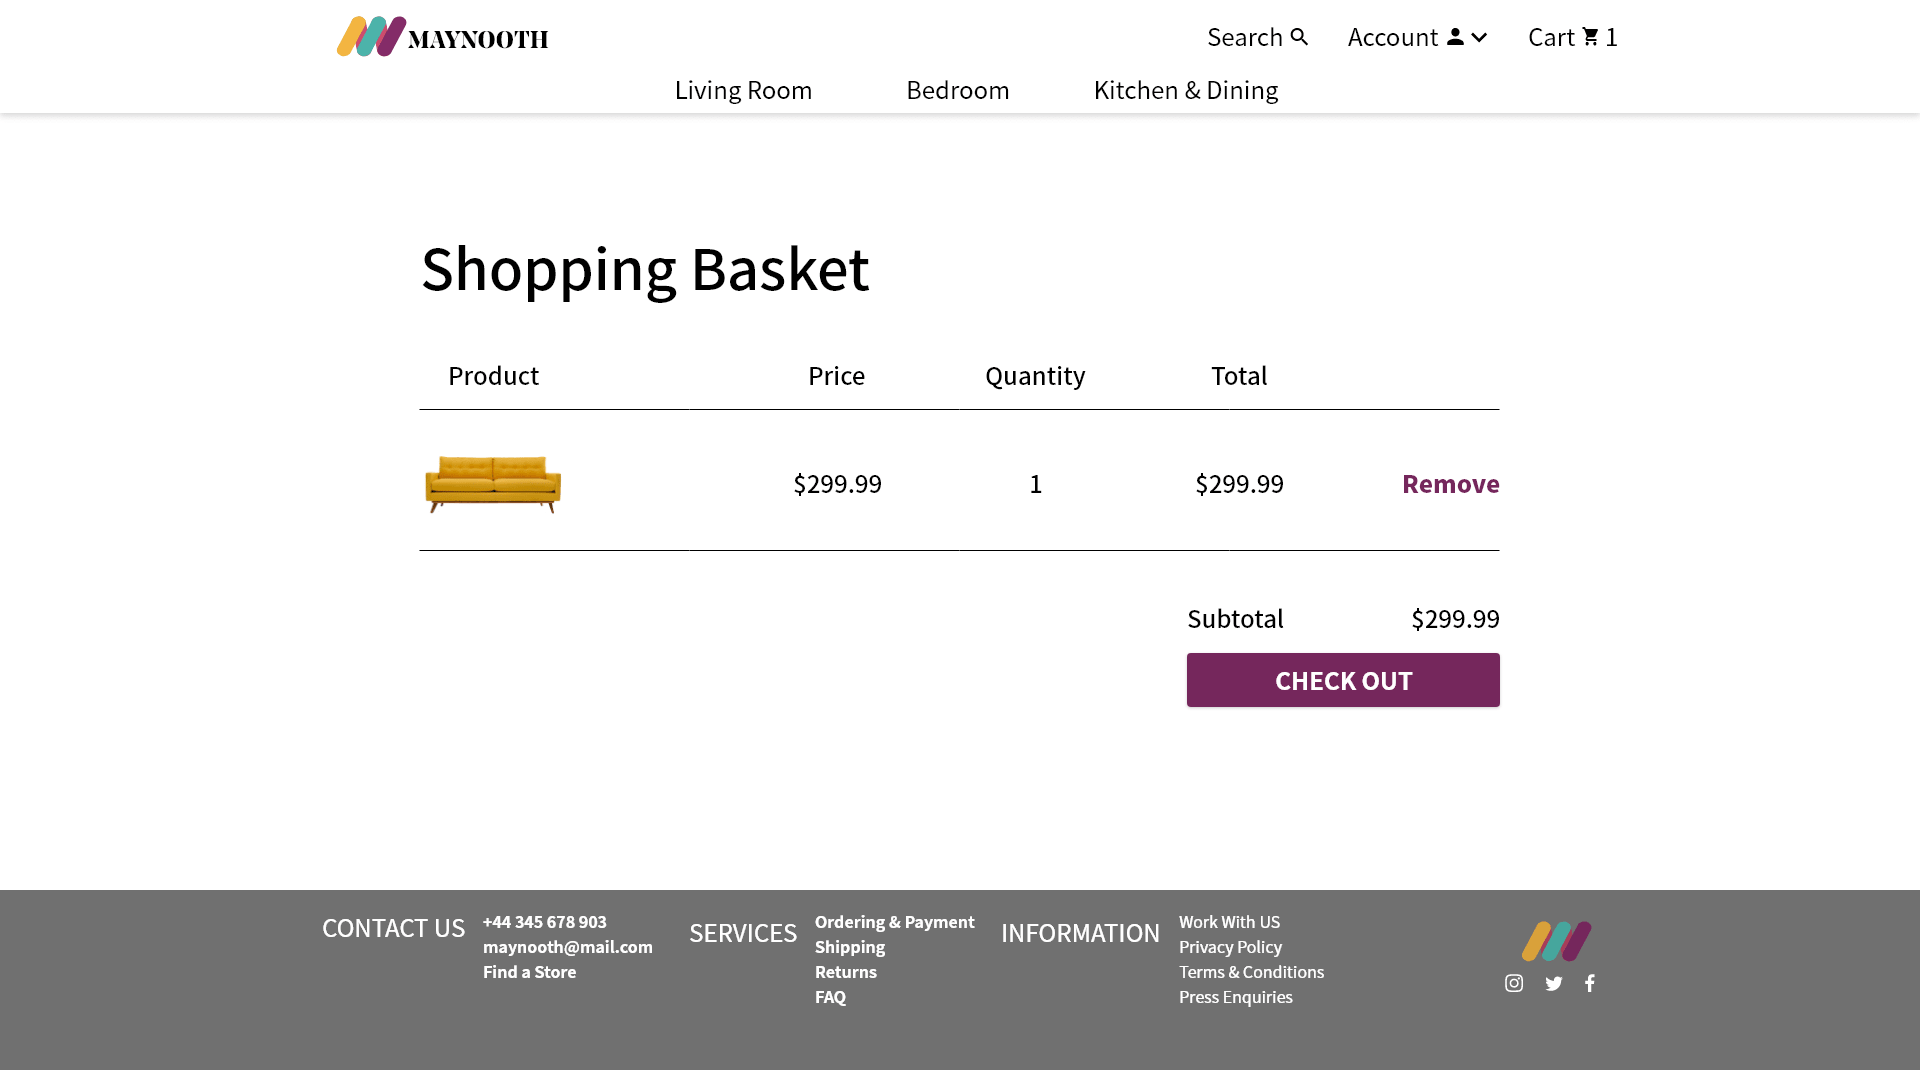 MAYNOOTH
Search
Account
Cart 1
Living Room
Bedroom
Kitchen & Dining
Shopping Basket
Product Price Quantity Total
$299.99 1 $299.99 Remove
Subtotal $299.99
CHECK OUT
CONTACT US
+44 345 678 903
maynooth@mail.com
Find a Store
SERVICES
Ordering & Payment
Shipping
Returns
FAQ
INFORMATION
Work With US
Privacy Policy
Terms & Conditions
Press Enquiries